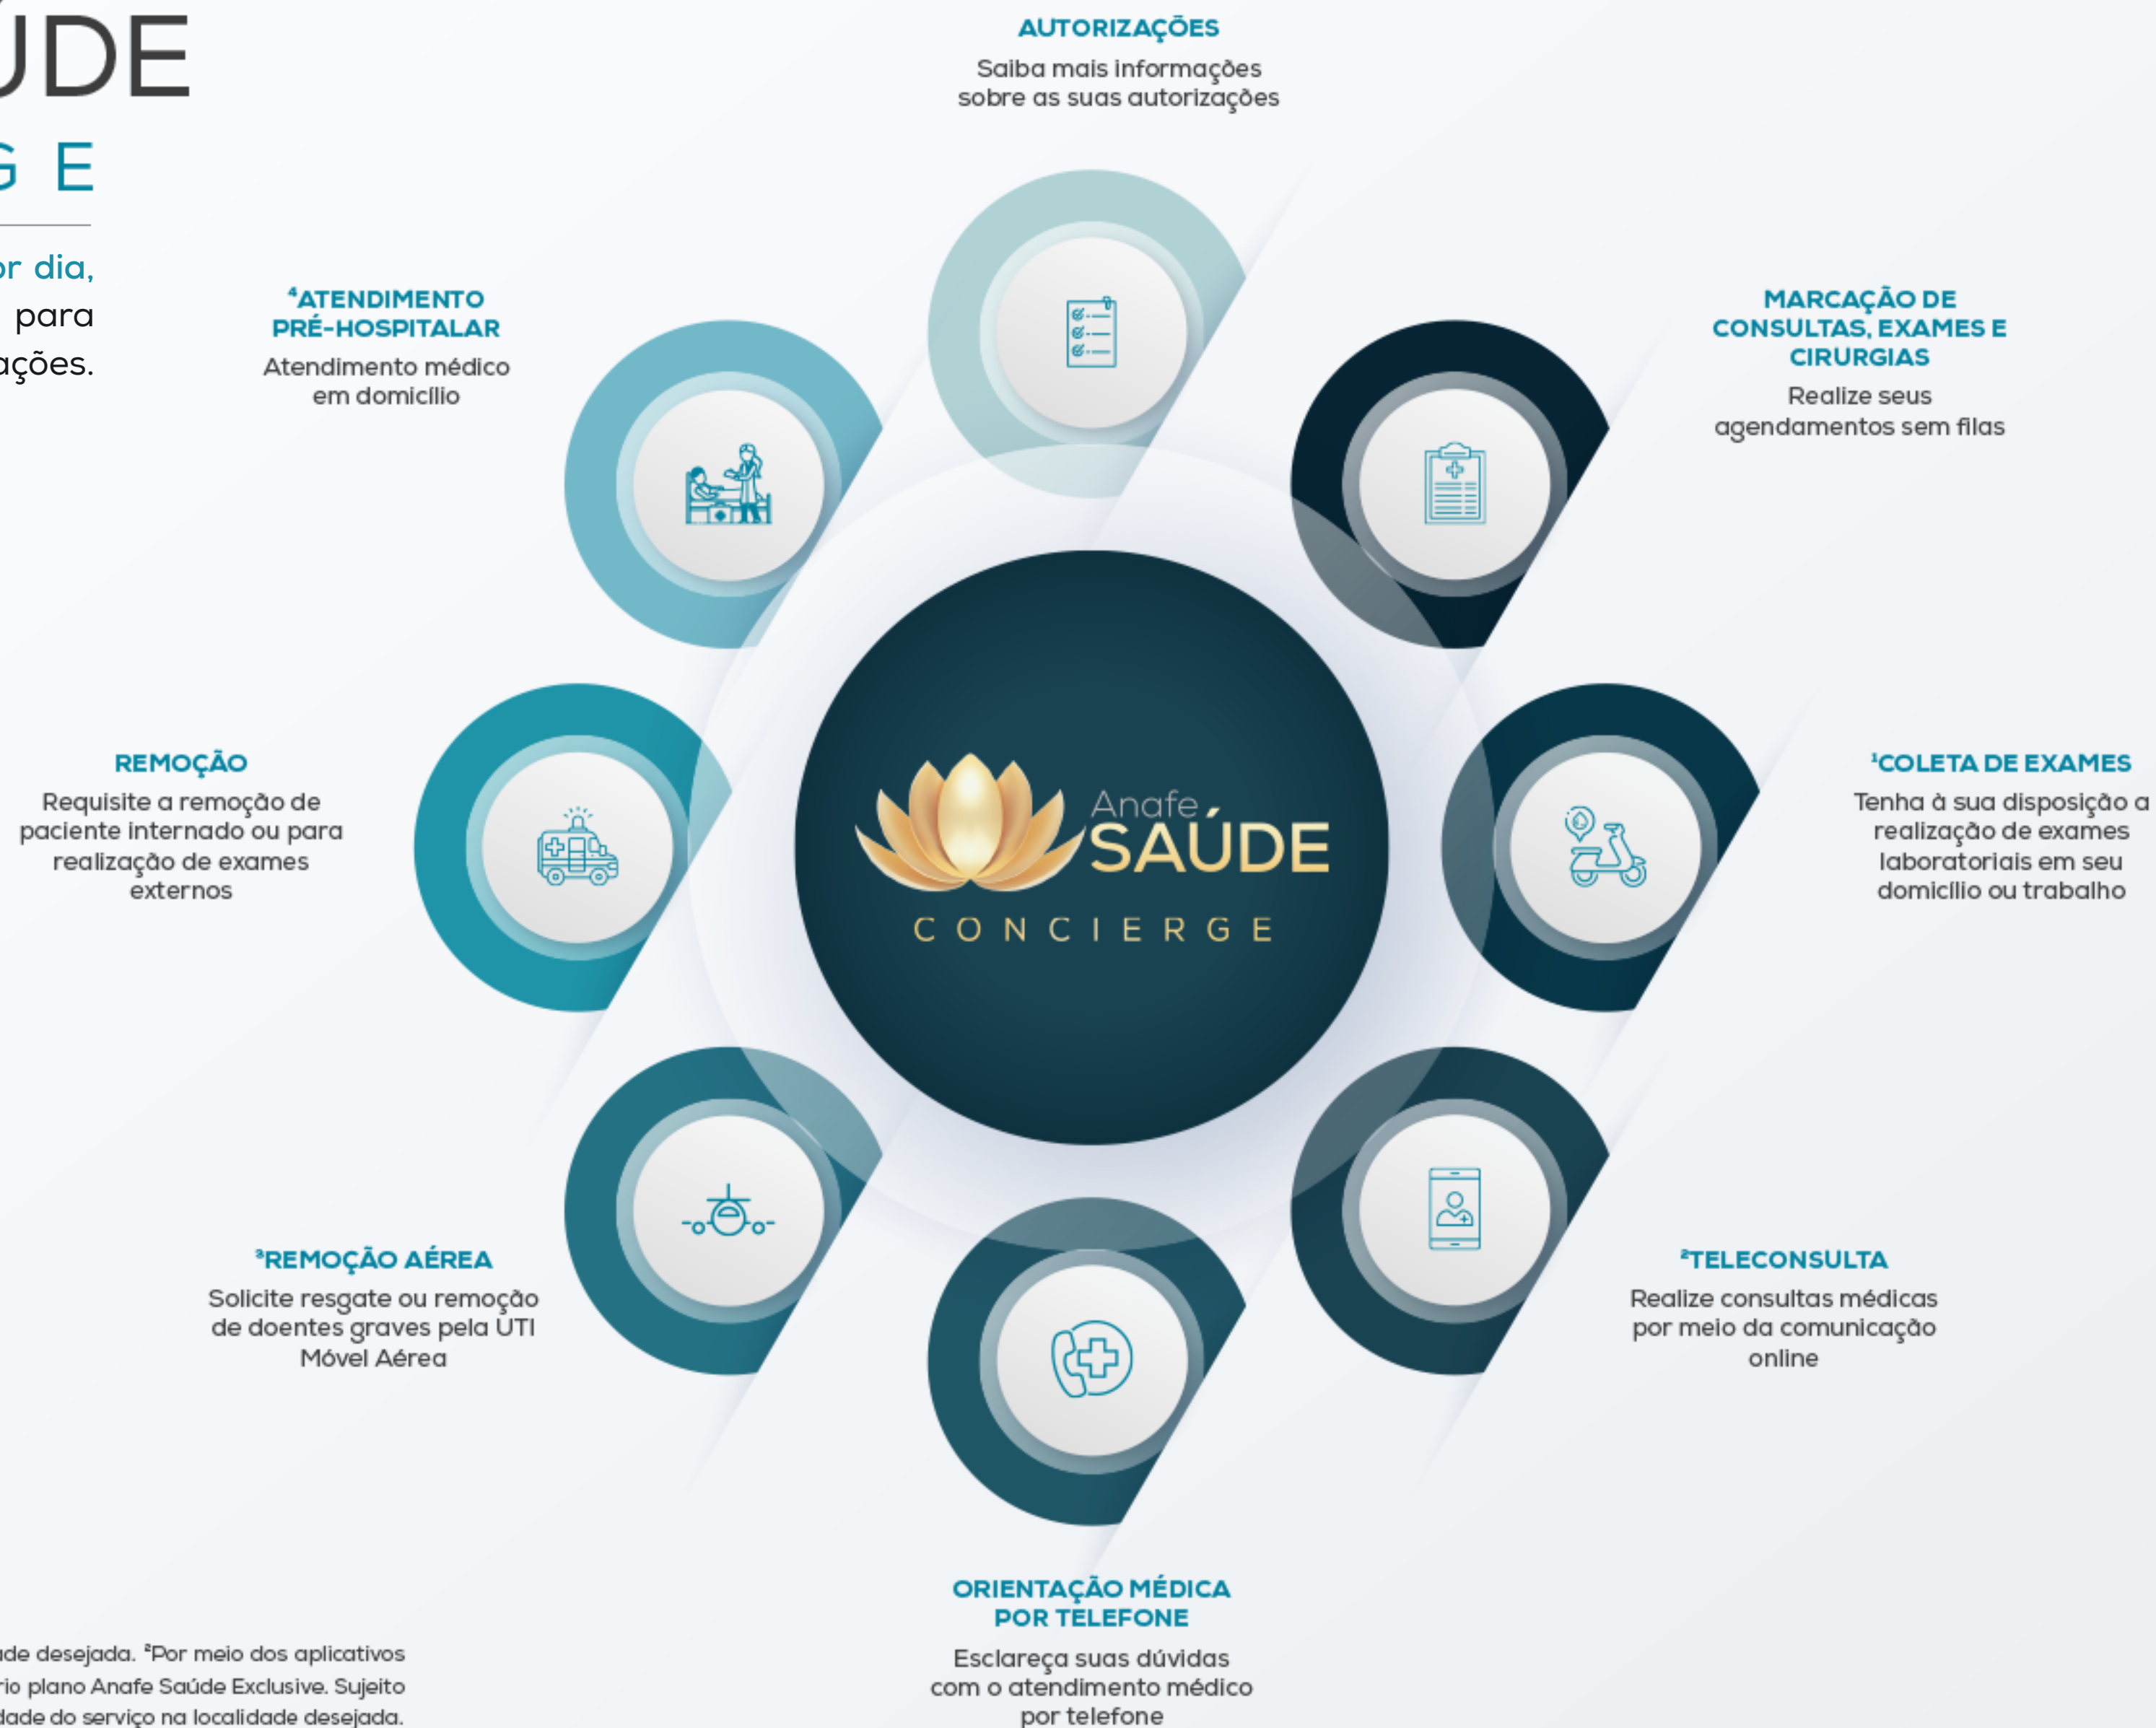 ÚDE
G E
or dia,
para
ações.
AUTORIZAÇÕES
Saiba mais informações
sobre as suas autorizações
⁴ATENDIMENTO
PRÉ-HOSPITALAR
Atendimento médico
em domicílio
MARCAÇÃO DE
CONSULTAS, EXAMES E
CIRURGIAS
Realize seus
agendamentos sem filas
REMOÇÃO
Requisite a remoção de
paciente internado ou para
realização de exames
externos
Anafe
SAÚDE
CONCIERGE
¹COLETA DE EXAMES
Tenha à sua disposição a
realização de exames
laboratoriais em seu
domicílio ou trabalho
³REMOÇÃO AÉREA
Solicite resgate ou remoção
de doentes graves pela UTI
Móvel Aérea
²TELECONSULTA
Realize consultas médicas
por meio da comunicação
online
ORIENTAÇÃO MÉDICA
POR TELEFONE
Esclareça suas dúvidas
com o atendimento médico
por telefone
ade desejada. ²Por meio dos aplicativos
rio plano Anafe Saúde Exclusive. Sujeito
dade do serviço na localidade desejada.